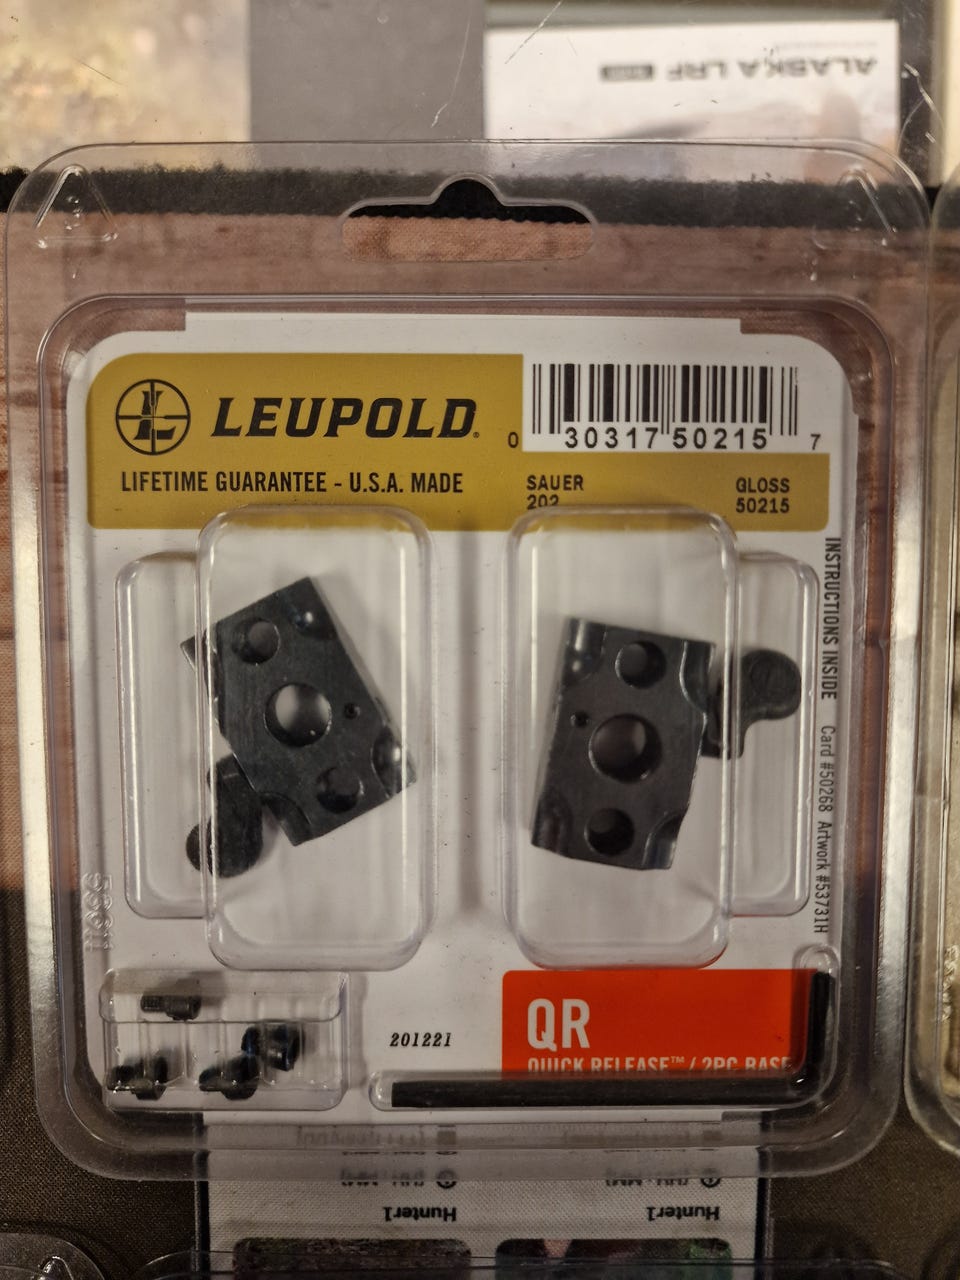 ALASKA LRF
LEUPOLD
LIFETIME GUARANTEE - U.S.A. MADE
0 30317 50215 7
SAUER
202
GLOSS
50215
INSTRUCTIONS INSIDE Card #50268 Artwork #53731H
201221
QR
QUICK RELEASE™ / 2PC BASE
Hunter1
Hunter1